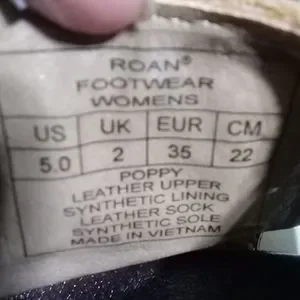 ROAN®
FOOTWEAR
WOMENS
US UK EUR CM
5.0 2 35 22
POPPY
LEATHER UPPER
SYNTHETIC LINING
LEATHER SOCK
SYNTHETIC SOLE
MADE IN VIETNAM